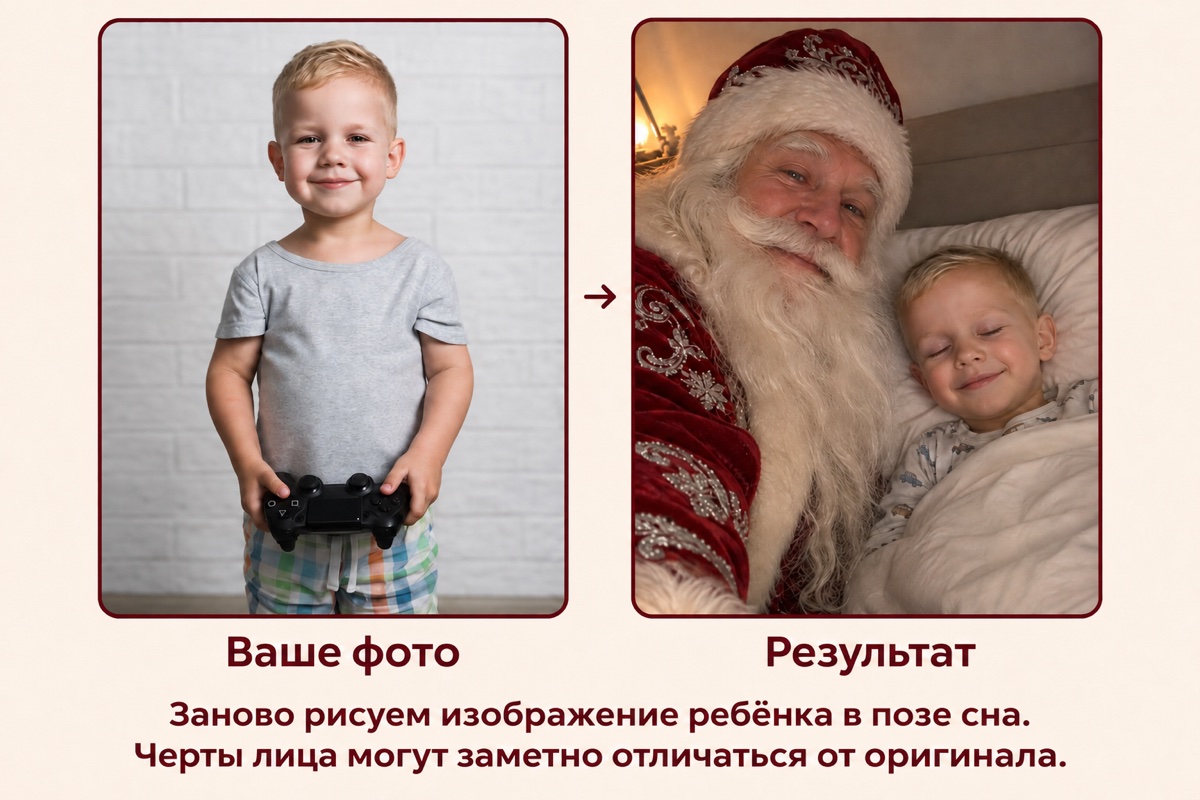 Ваше фото
Результат
Заново рисуем изображение ребёнка в позе сна.
Черты лица могут заметно отличаться от оригинала.